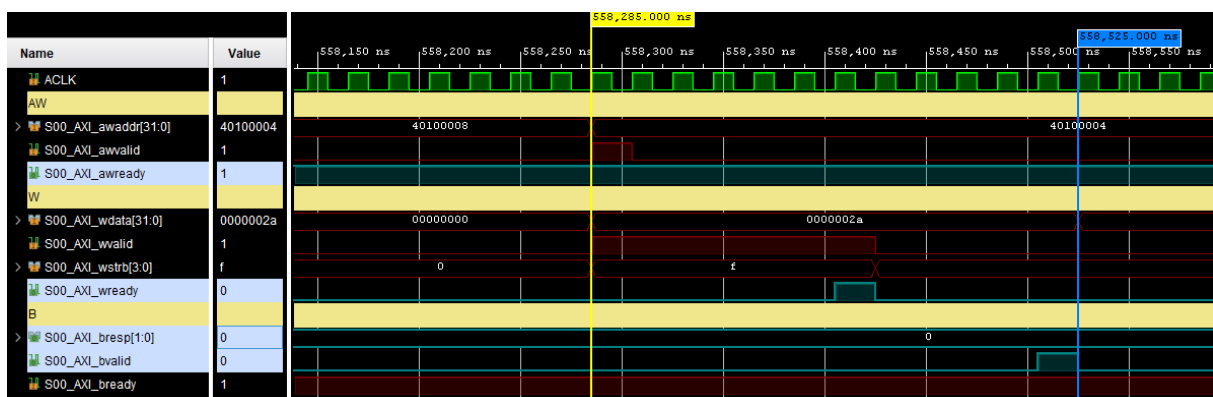 558,285.000 ns
558,525.000 ns
Name Value
558,150 ns 558,200 ns 558,250 ns 558,300 ns 558,350 ns 558,400 ns 558,450 ns 558,500 ns 558,550 ns
ACLK 1
AW
> S00_AXI_awaddr[31:0] 40100004 40100008 40100004
S00_AXI_awvalid 1
S00_AXI_awready 1
W
> S00_AXI_wdata[31:0] 0000002a 00000000 0000002a
S00_AXI_wvalid 1
> S00_AXI_wstrb[3:0] f 0 f
S00_AXI_wready 0
B
> S00_AXI_bresp[1:0] 0 0
S00_AXI_bvalid 0
S00_AXI_bready 1